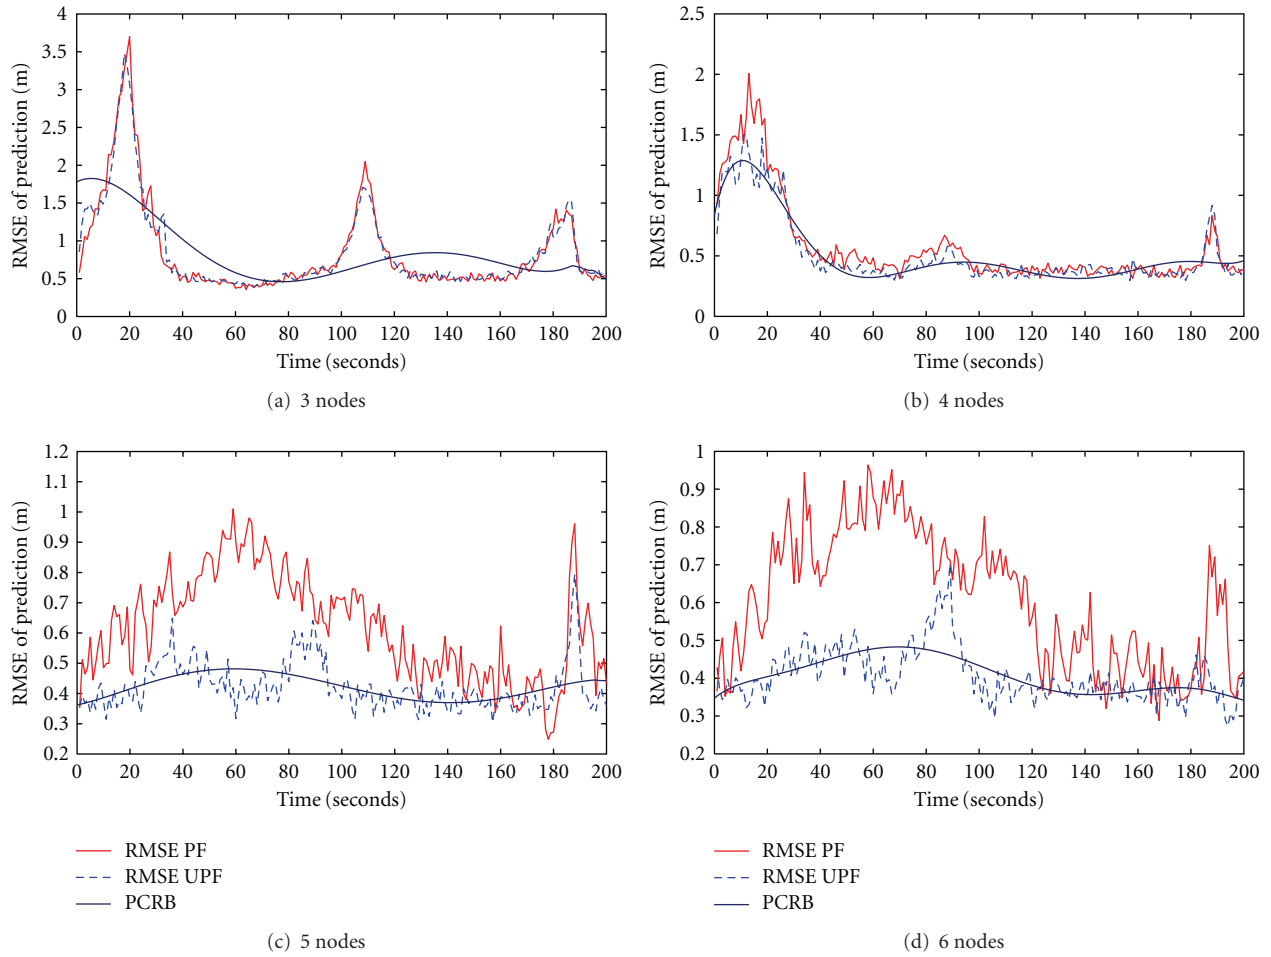 RMSE of prediction (m)
4
3.5
3
2.5
2
1.5
1
0.5
0
0 20 40 60 80 100 120 140 160 180 200
Time (seconds)
(a) 3 nodes
RMSE of prediction (m)
2.5
2
1.5
1
0.5
0
0 20 40 60 80 100 120 140 160 180 200
Time (seconds)
(b) 4 nodes
RMSE of prediction (m)
1.2
1.1
1
0.9
0.8
0.7
0.6
0.5
0.4
0.3
0.2
0 20 40 60 80 100 120 140 160 180 200
Time (seconds)
RMSE PF
RMSE UPF
PCRB
(c) 5 nodes
RMSE of prediction (m)
1
0.9
0.8
0.7
0.6
0.5
0.4
0.3
0.2
0 20 40 60 80 100 120 140 160 180 200
Time (seconds)
RMSE PF
RMSE UPF
PCRB
(d) 6 nodes